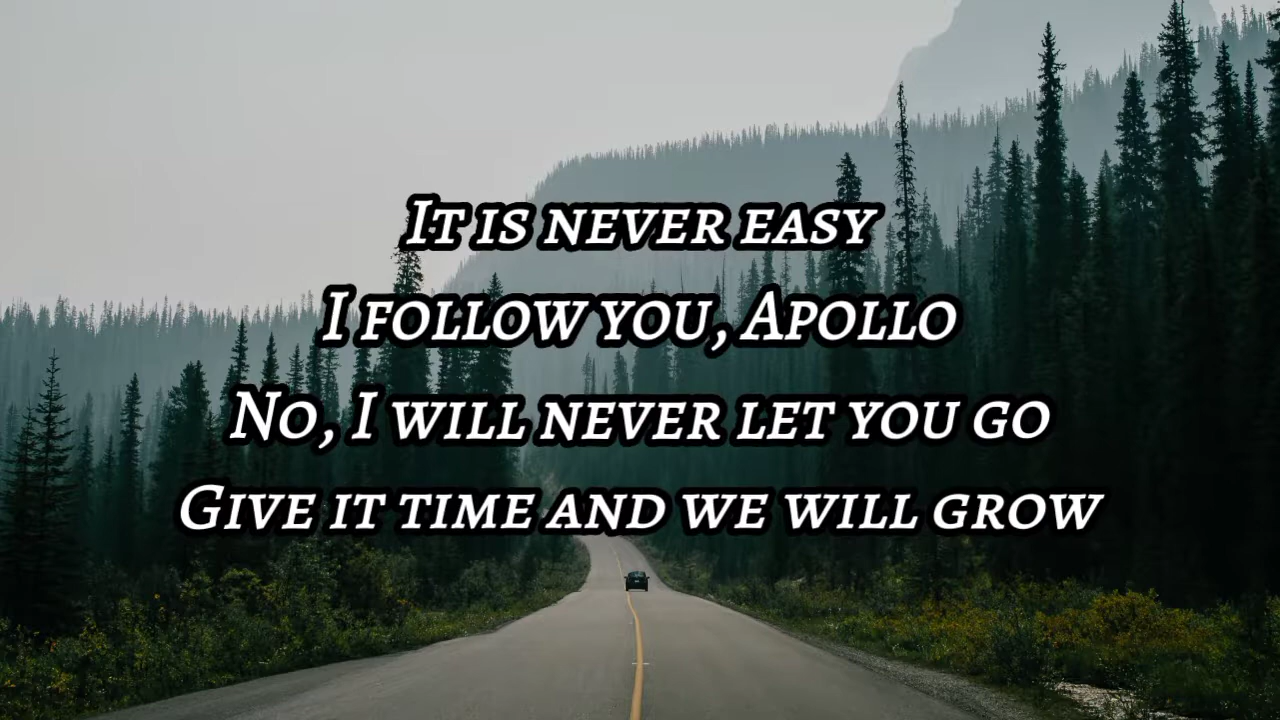 It is never easy
I follow you, Apollo
No, I will never let you go
Give it time and we will grow